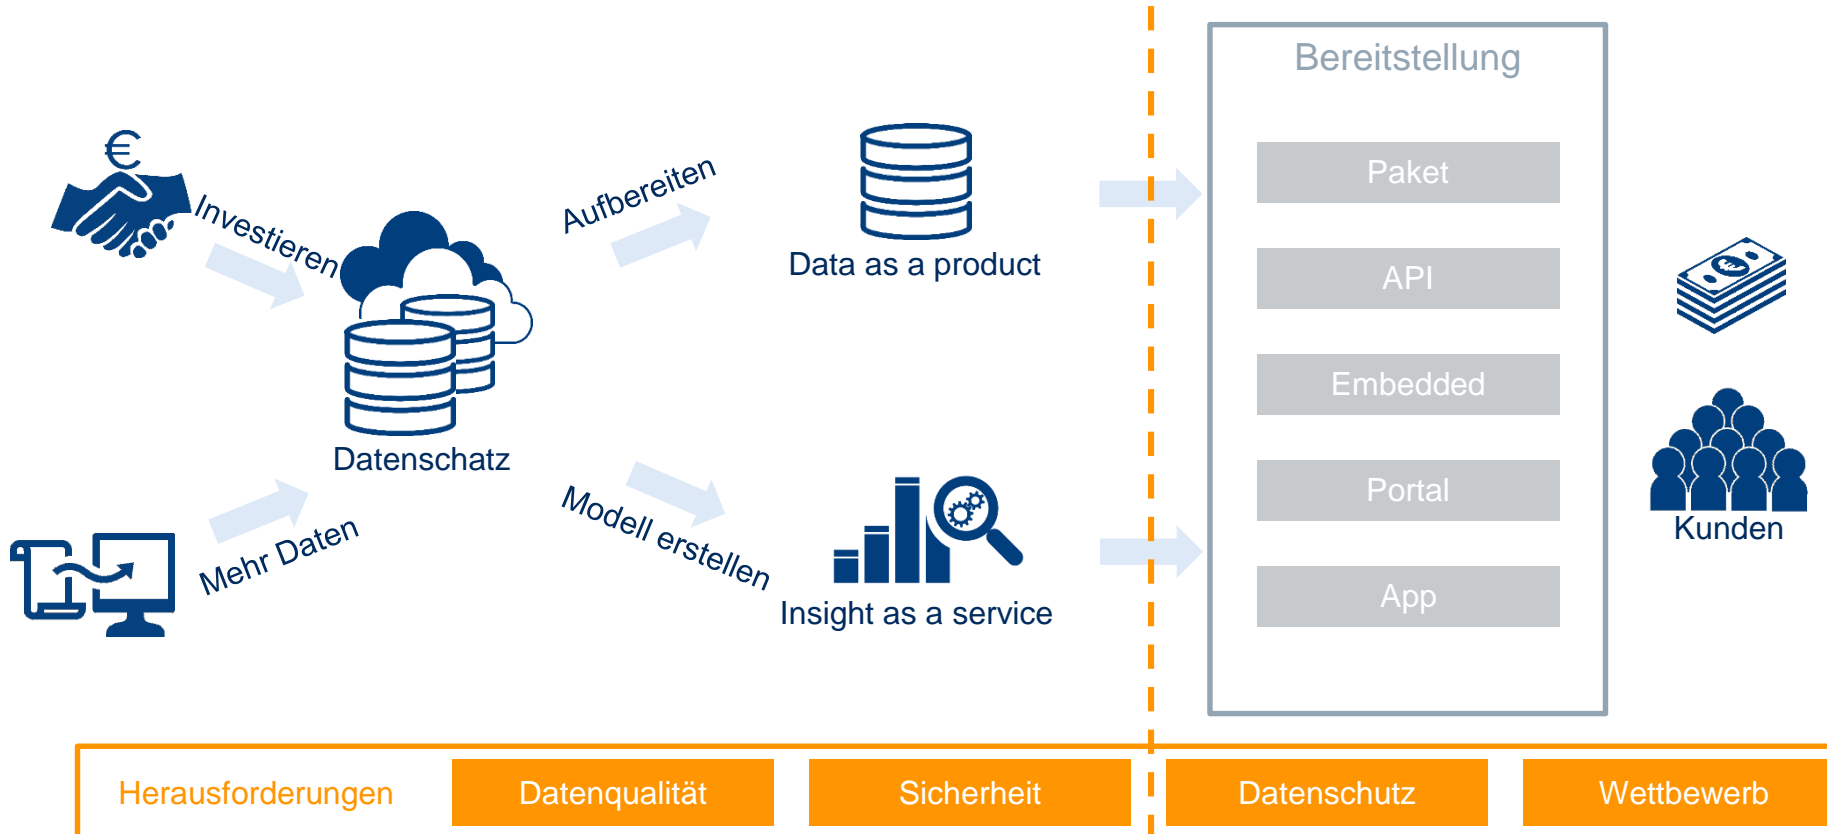 Bereitstellung
€
Investieren
Aufbereiten
Paket
Data as a product
API
Embedded
Datenschatz
Mehr Daten
Modell erstellen
Portal
Kunden
Insight as a service
App
Herausforderungen
Datenqualität
Sicherheit
Datenschutz
Wettbewerb